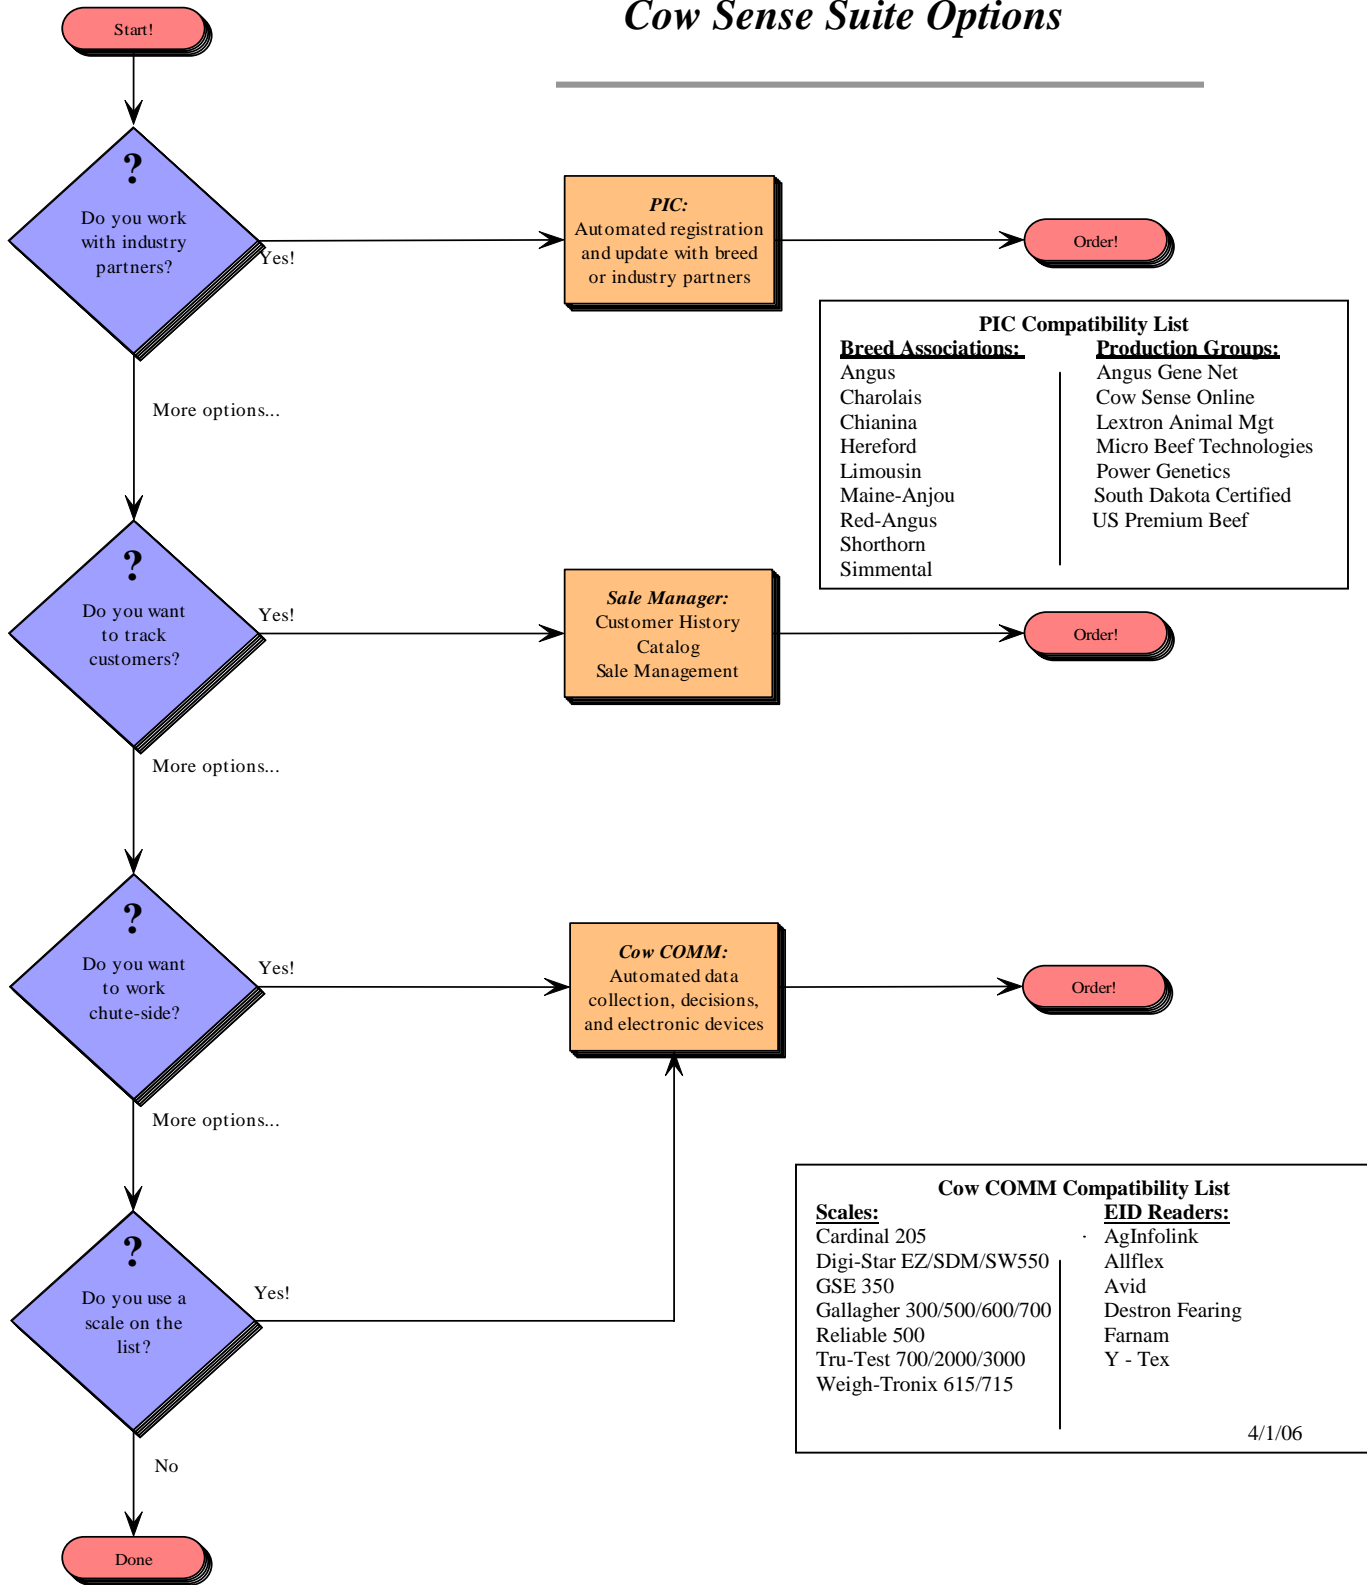 Cow Sense Suite Options
Start!
?
Do you work
with industry
partners?
Yes!
PIC:
Automated registration
and update with breed
or industry partners
Order!
More options...
PIC Compatibility List
Breed Associations:
Angus
Charolais
Chianina
Hereford
Limousin
Maine-Anjou
Red-Angus
Shorthorn
Simmental
Production Groups:
Angus Gene Net
Cow Sense Online
Lextron Animal Mgt
Micro Beef Technologies
Power Genetics
South Dakota Certified
US Premium Beef
?
Do you want
to track
customers?
Yes!
Sale Manager:
Customer History
Catalog
Sale Management
Order!
More options...
?
Do you want
to work
chute-side?
Yes!
Cow COMM:
Automated data
collection, decisions,
and electronic devices
Order!
More options...
?
Do you use a
scale on the
list?
Yes!
Cow COMM Compatibility List
Scales:
Cardinal 205
Digi-Star EZ/SDM/SW550
GSE 350
Gallagher 300/500/600/700
Reliable 500
Tru-Test 700/2000/3000
Weigh-Tronix 615/715
EID Readers:
· AgInfolink
Allflex
Avid
Destron Fearing
Farnam
Y - Tex
4/1/06
No
Done